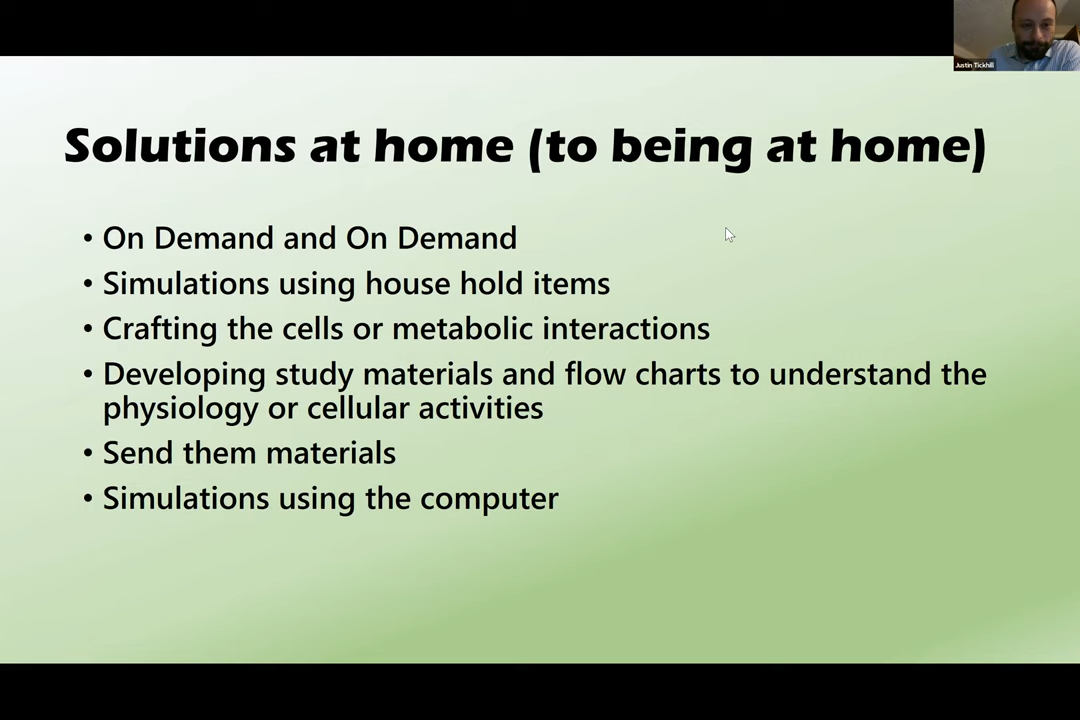 Justin Tickhill
Solutions at home (to being at home)
• On Demand and On Demand
• Simulations using house hold items
• Crafting the cells or metabolic interactions
• Developing study materials and flow charts to understand the
physiology or cellular activities
• Send them materials
• Simulations using the computer